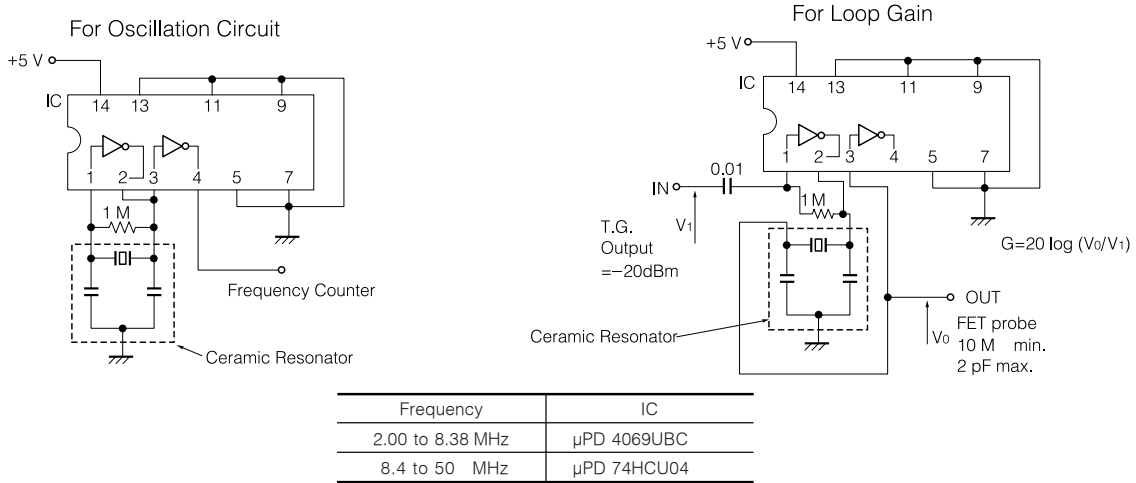 For Oscillation Circuit
+5 V
IC
14 13 11 9
1 2 3 4 5 7
1 M
Frequency Counter
Ceramic Resonator
For Loop Gain
+5 V
IC
14 13 11 9
1 2 3 4 5 7
0.01
IN
1 M
V1
T.G.
Output
=−20dBm
G=20 log (V0/V1)
OUT
Ceramic Resonator
V0
FET probe
10 M min.
2 pF max.
Frequency IC
2.00 to 8.38 MHz µPD 4069UBC
8.4 to 50 MHz µPD 74HCU04